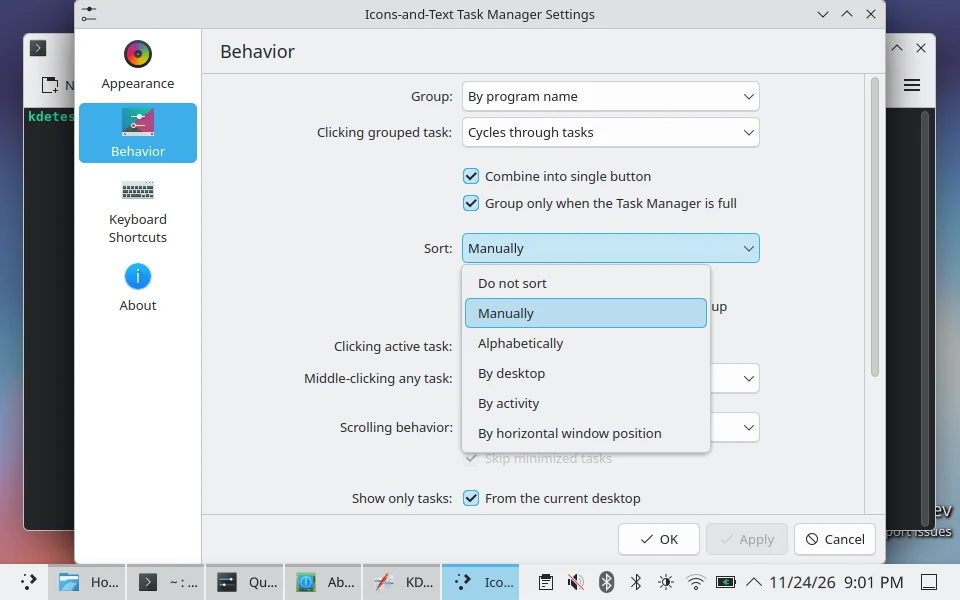 Icons-and-Text Task Manager Settings
Appearance
Behavior
Keyboard
Shortcuts
About
Behavior
Group:
By program name
Clicking grouped task:
Cycles through tasks
Combine into single button
Group only when the Task Manager is full
Sort:
Manually
Do not sort
Manually
up
Alphabetically
Clicking active task:
By desktop
Middle-clicking any task:
By activity
Scrolling behavior:
By horizontal window position
Skip minimized tasks
Show only tasks:
From the current desktop
OK
Apply
Cancel
N
kdetes
ev
port issues
Ho...
~ : ...
Qu...
Ab...
KD...
Ico...
11/24/26
9:01 PM